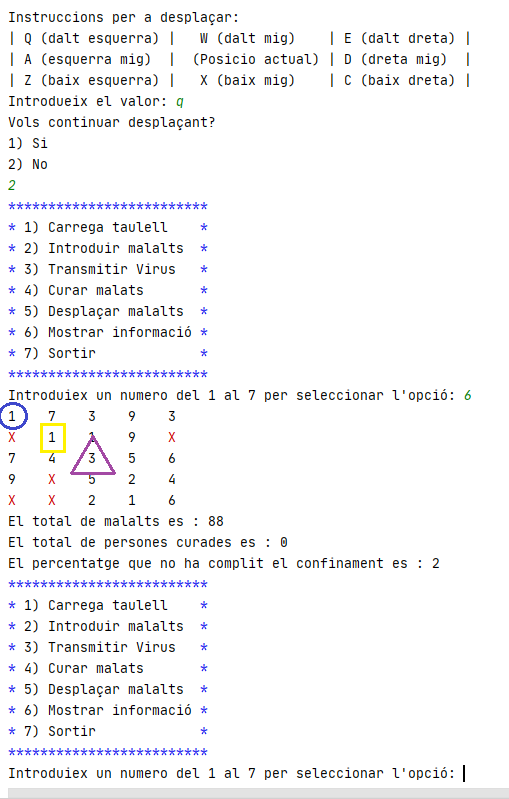 Instruccions per a desplaçar:
| Q (dalt esquerra) |   W (dalt mig)    | E (dalt dreta) |
| A (esquerra mig)  | (Posicio actual) | D (dreta mig)  |
| Z (baix esquerra) |   X (baix mig)    | C (baix dreta) |
Introdueix el valor: q
Vols continuar desplaçant?
1) Si
2) No
2
*************************
* 1) Carrega taulell    *
* 2) Introduir malalts  *
* 3) Transmitir Virus   *
* 4) Curar malats       *
* 5) Desplaçar malalts  *
* 6) Mostrar informació *
* 7) Sortir             *
*************************
Introduiex un numero del 1 al 7 per seleccionar l'opció: 6
1    7    3    9    3
X    1    1    9    X
7    4    3    5    6
9    X    5    2    4
X    X    2    1    6
El total de malalts es : 88
El total de persones curades es : 0
El percentatge que no ha complit el confinament es : 2
*************************
* 1) Carrega taulell    *
* 2) Introduir malalts  *
* 3) Transmitir Virus   *
* 4) Curar malats       *
* 5) Desplaçar malalts  *
* 6) Mostrar informació *
* 7) Sortir             *
*************************
Introduiex un numero del 1 al 7 per seleccionar l'opció: